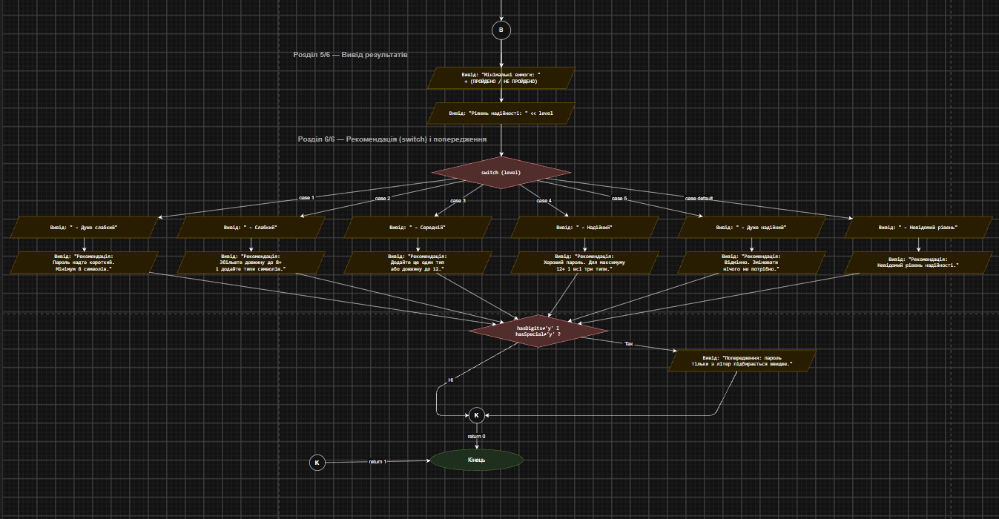 В
Розділ 5/6 — Вивід результатів
Вивід: "Мінімальні вимоги: "
+ (ПРОЙДЕНО / НЕ ПРОЙДЕНО)
Вивід: "Рівень надійності: " << level
Розділ 6/6 — Рекомендація (switch) і попередження
switch (level)
case 1
case 2
case 3
case 4
case 5
case default
Вивід: " - Дуже слабкий"
Вивід: " - Слабкий"
Вивід: " - Середній"
Вивід: " - Надійний"
Вивід: " - Дуже надійний"
Вивід: " - Невідомий рівень"
Вивід: "Рекомендація:
Пароль надто короткий.
Мінімум 8 символів."
Вивід: "Рекомендація:
Збільште довжину до 8+
і додайте типи символів."
Вивід: "Рекомендація:
Додайте ще один тип
або довжину до 12."
Вивід: "Рекомендація:
Хороший пароль. Для максимуму
12+ і всі три типи."
Вивід: "Рекомендація:
Відмінно. Змінювати
нічого не потрібно."
Вивід: "Рекомендація:
Невідомий рівень надійності."
hasDigits≠'y' І
hasSpecial≠'y' ?
Так
Вивід: "Попередження: пароль
тільки з літер підбирається швидше."
Ні
К
return 0
К
return 1
Кінець